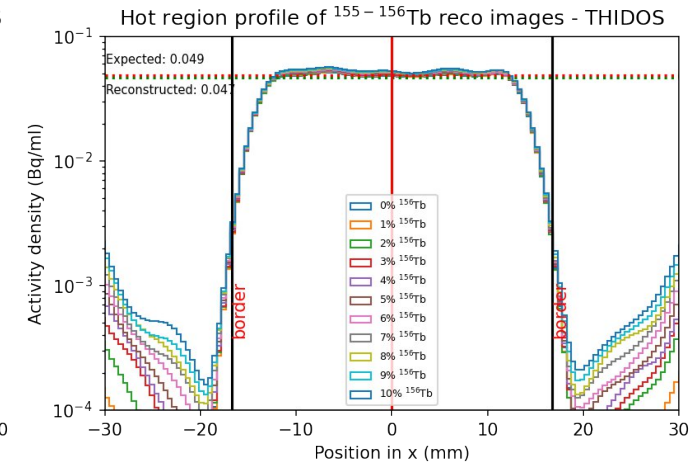 Hot region profile of ¹⁵⁵⁻¹⁵⁶Tb reco images - THIDOS
10⁻¹
Expected: 0.049
Reconstructed: 0.047
10⁻²
10⁻³
10⁻⁴
Activity density (Bq/ml)
0% ¹⁵⁶Tb
1% ¹⁵⁶Tb
2% ¹⁵⁶Tb
3% ¹⁵⁶Tb
4% ¹⁵⁶Tb
5% ¹⁵⁶Tb
6% ¹⁵⁶Tb
7% ¹⁵⁶Tb
8% ¹⁵⁶Tb
9% ¹⁵⁶Tb
10% ¹⁵⁶Tb
border
border
−30 −20 −10 0 10 20 30
Position in x (mm)